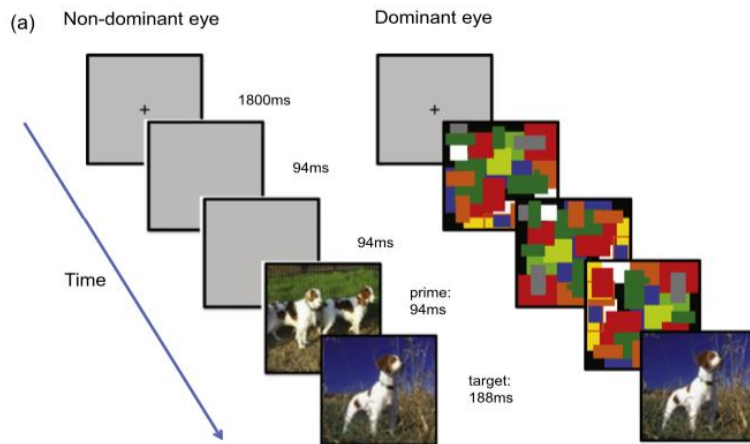 (a)
Non-dominant eye
Dominant eye
1800ms
94ms
94ms
Time
prime:
94ms
target:
188ms